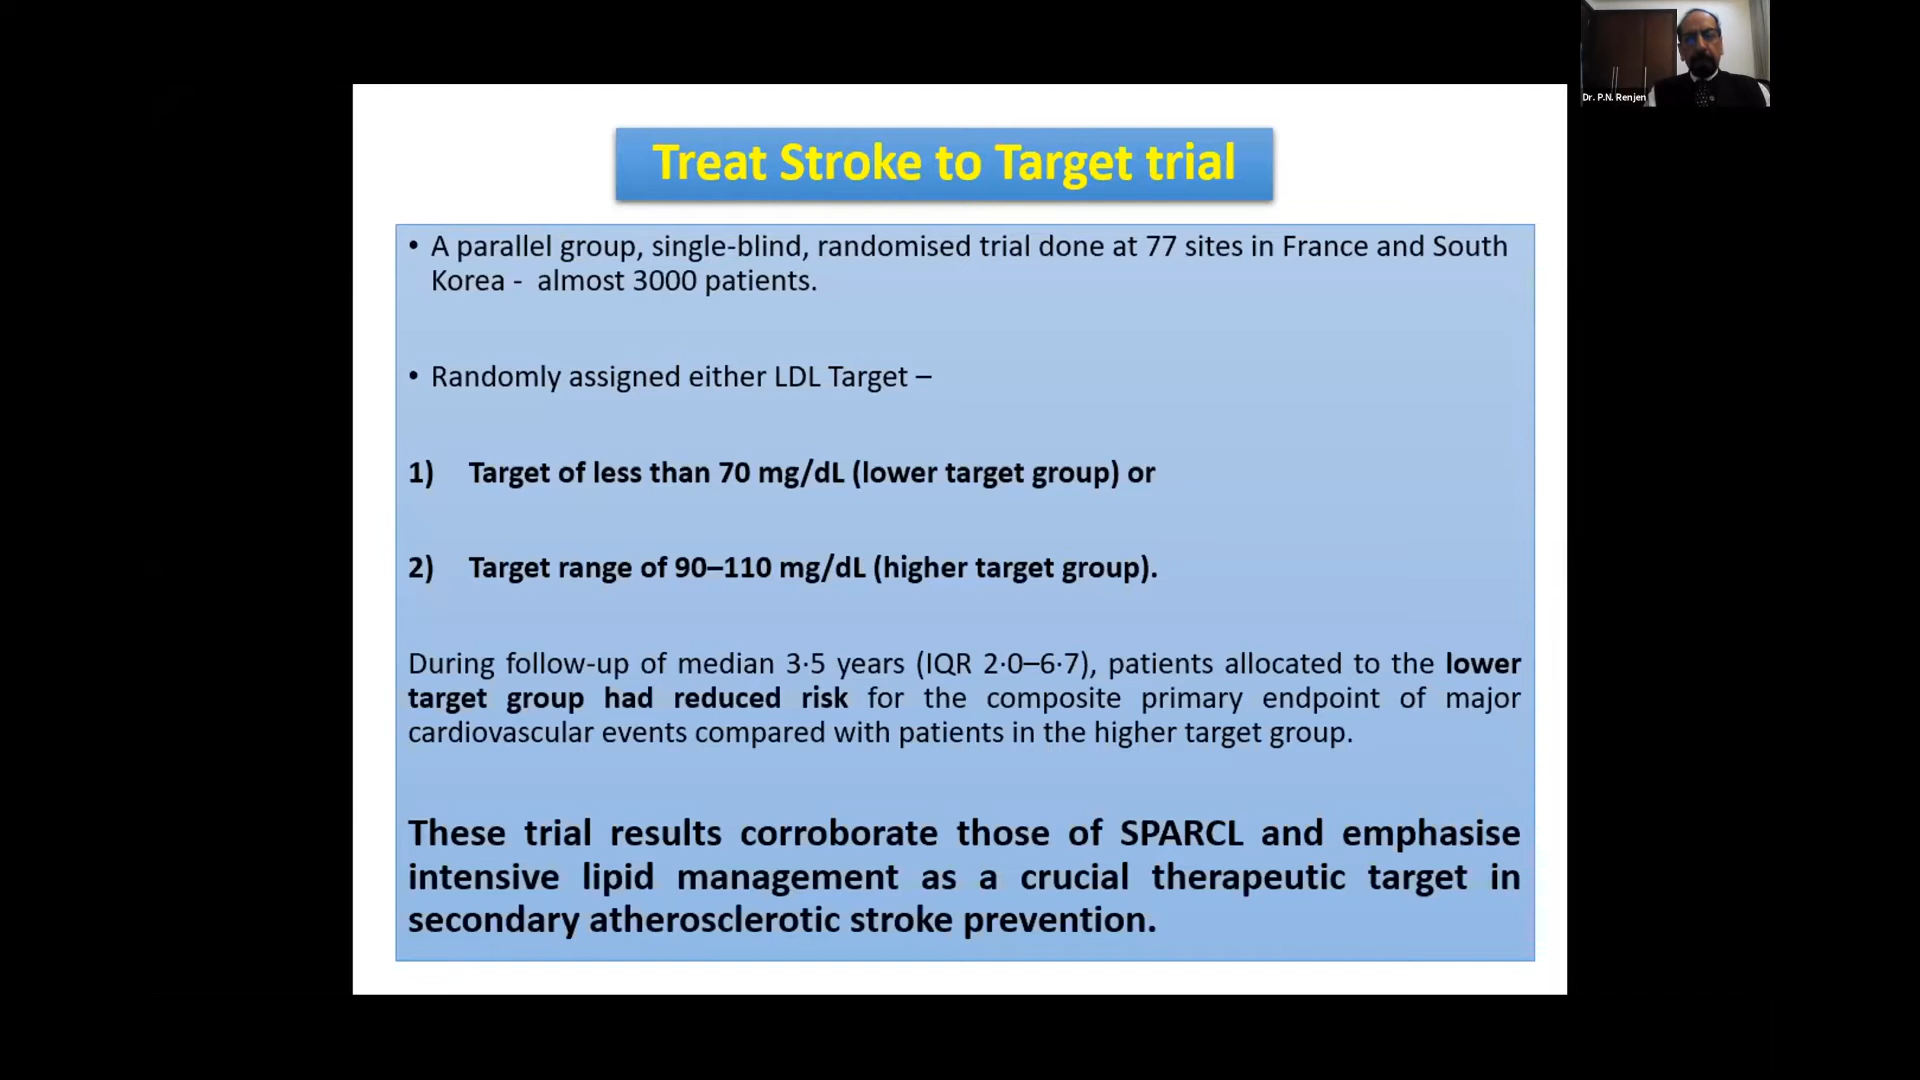 Dr. P.N. Renjen
Treat Stroke to Target trial
• A parallel group, single-blind, randomised trial done at 77 sites in France and South
Korea - almost 3000 patients.
• Randomly assigned either LDL Target –
1) Target of less than 70 mg/dL (lower target group) or
2) Target range of 90–110 mg/dL (higher target group).
During follow-up of median 3·5 years (IQR 2·0–6·7), patients allocated to the lower
target group had reduced risk for the composite primary endpoint of major
cardiovascular events compared with patients in the higher target group.
These trial results corroborate those of SPARCL and emphasise
intensive lipid management as a crucial therapeutic target in
secondary atherosclerotic stroke prevention.